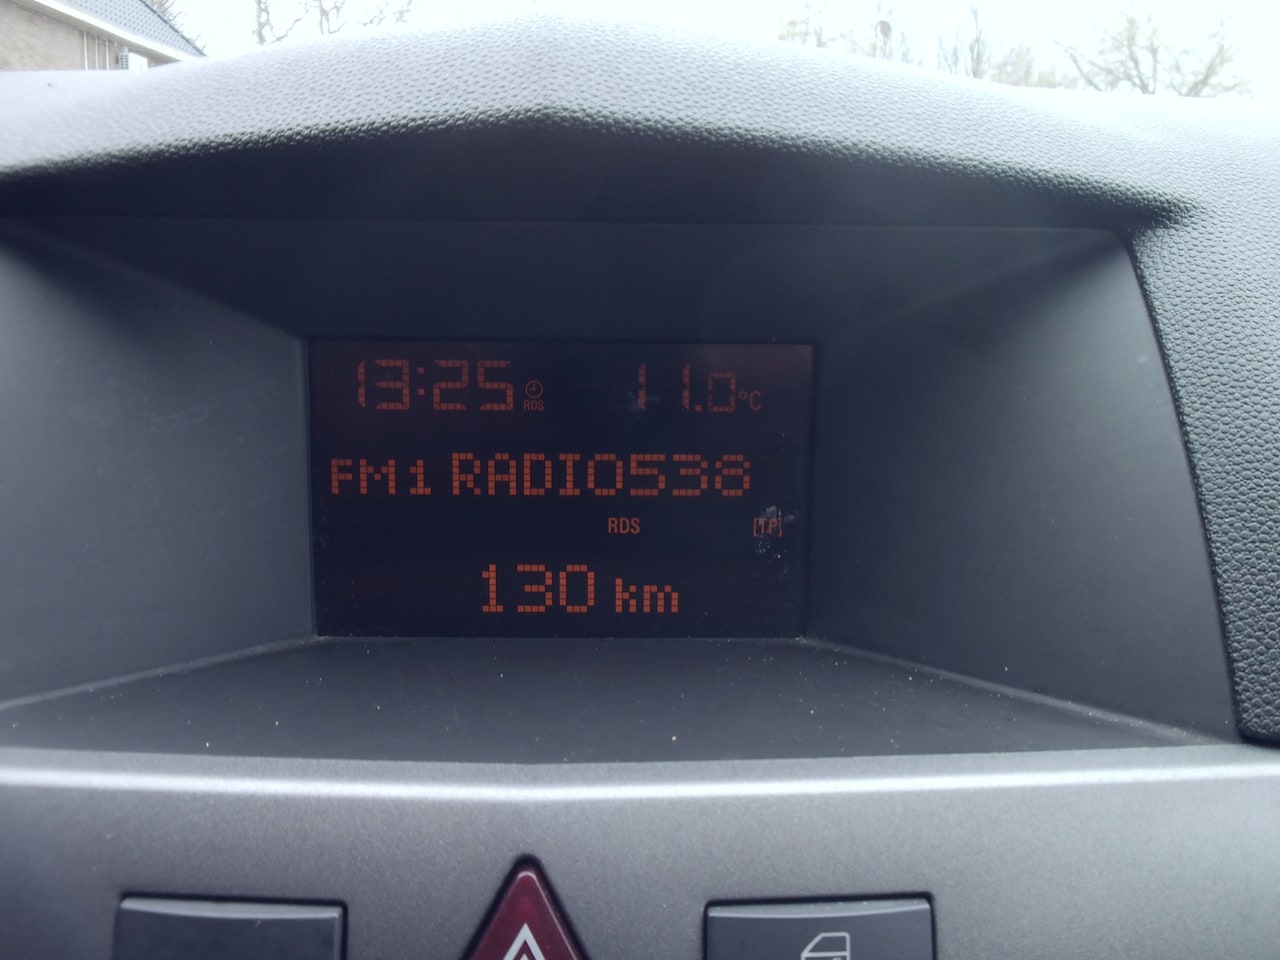 13:25 RDS 11.0°C
FM1 RADIO538
RDS [TP]
130 km